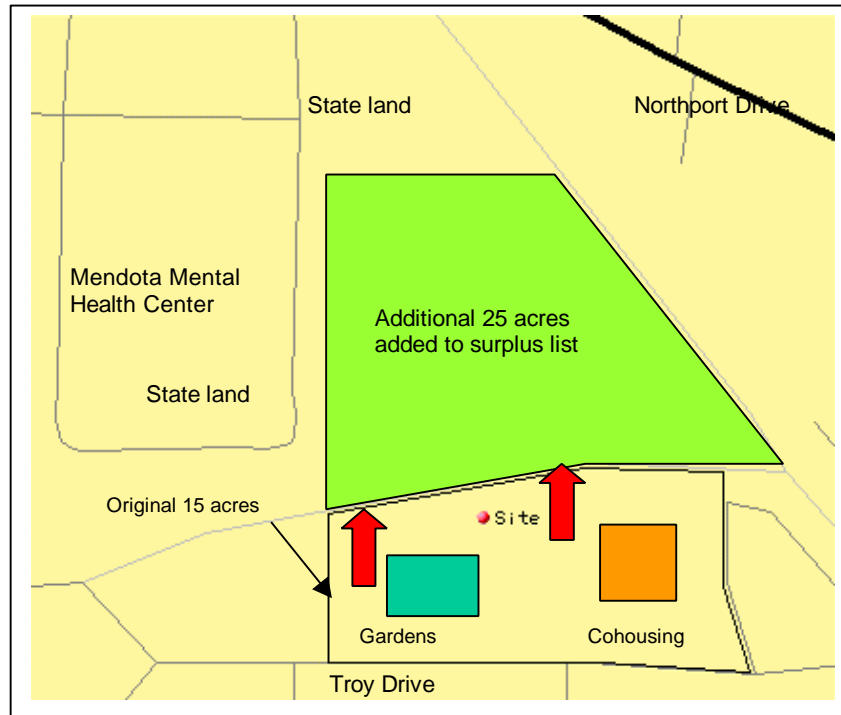 State land
Northport Drive
Mendota Mental
Health Center
Additional 25 acres
added to surplus list
State land
Original 15 acres
Site
Gardens
Cohousing
Troy Drive